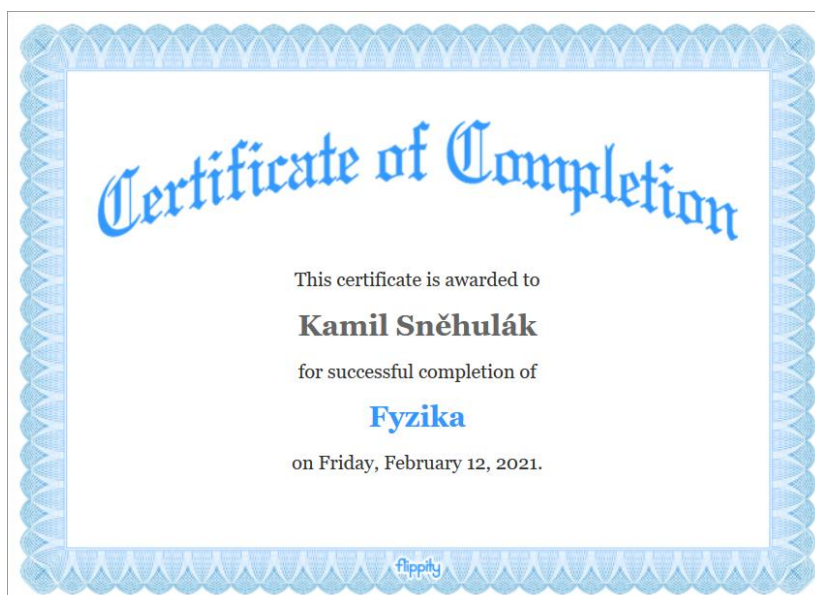 Certificate of Completion
This certificate is awarded to
Kamil Sněhulák
for successful completion of
Fyzika
on Friday, February 12, 2021.
flippity